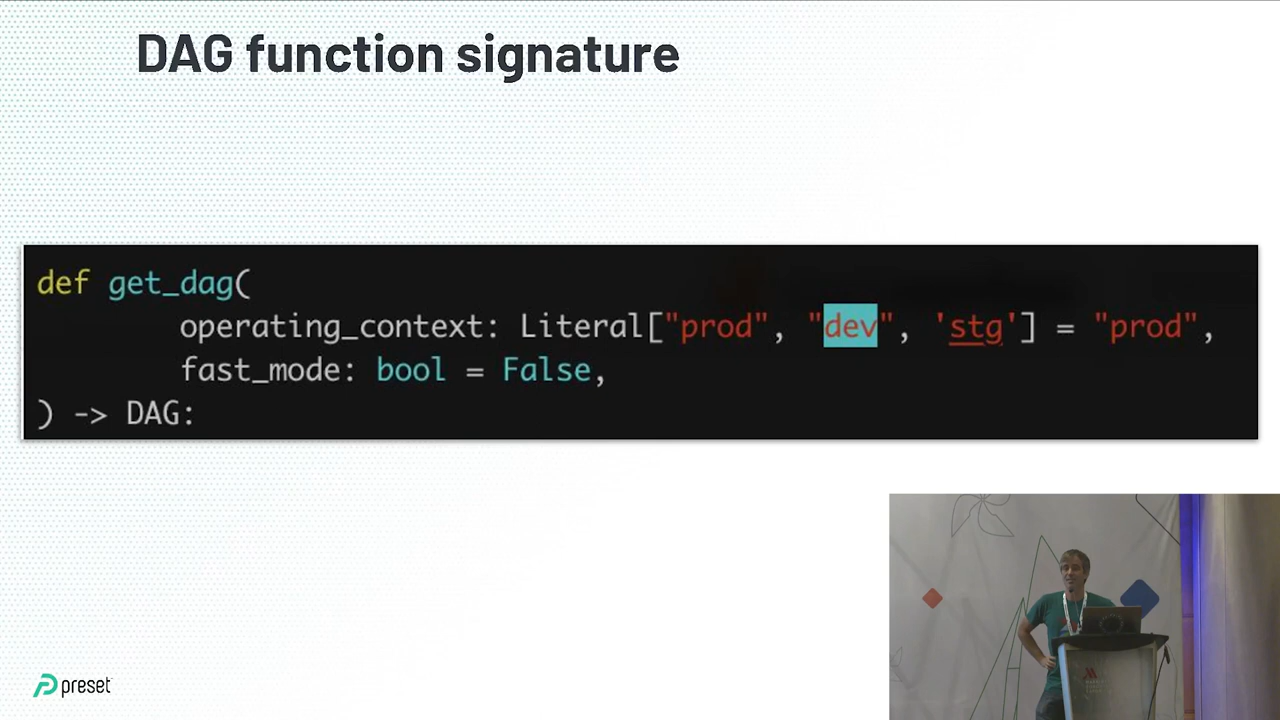 DAG function signature
def get_dag(
operating_context: Literal["prod", "dev", 'stg'] = "prod",
fast_mode: bool = False,
) -> DAG:
preset